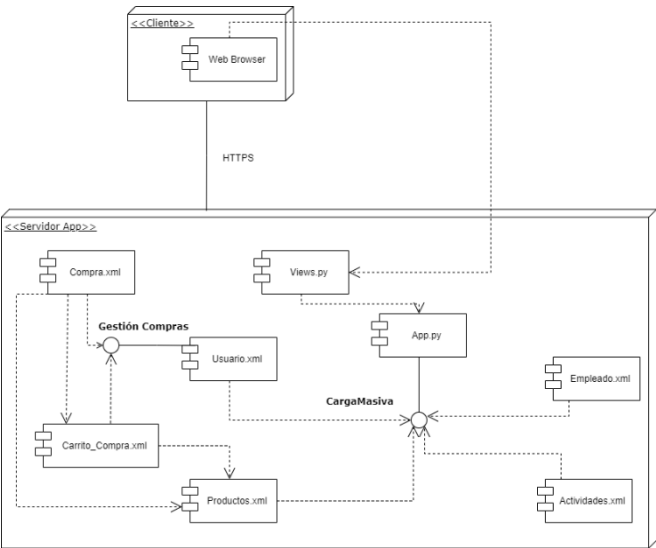 <<Cliente>>
Web Browser
HTTPS
<<Servidor App>>
Compra.xml
Views.py
Gestión Compras
App.py
Usuario.xml
Empleado.xml
CargaMasiva
Carrito_Compra.xml
Productos.xml
Actividades.xml